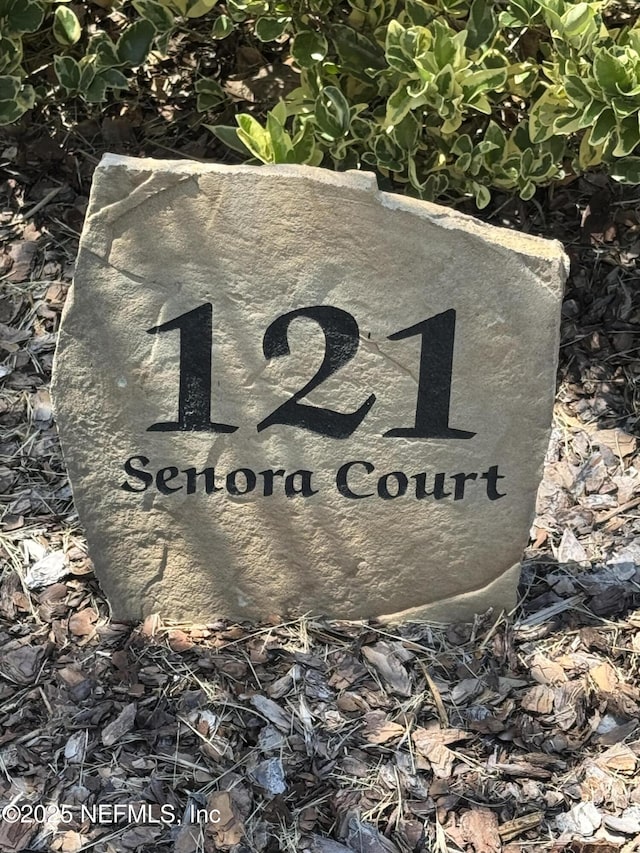 121
Senora Court
©2025 NEFMLS, Inc